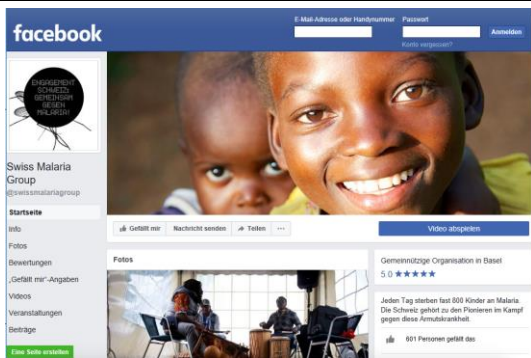 facebook
E-Mail-Adresse oder Handynummer
Passwort
Anmelden
Konto vergessen?
ENGAGEMENT
SCHWEIZ:
GEMEINSAM
GEGEN
MALARIA!
Swiss Malaria
Group
@swissmalariagroup
Startseite
Info
Fotos
Bewertungen
„Gefällt mir“-Angaben
Videos
Veranstaltungen
Beiträge
Eine Seite erstellen
Gefällt mir
Nachricht senden
Teilen
Video abspielen
Fotos
Gemeinnützige Organisation in Basel
5.0 ★★★★★
Jeden Tag sterben fast 800 Kinder an Malaria.
Die Schweiz gehört zu den Pionieren im Kampf
gegen diese Armutskrankheit.
601 Personen gefällt das